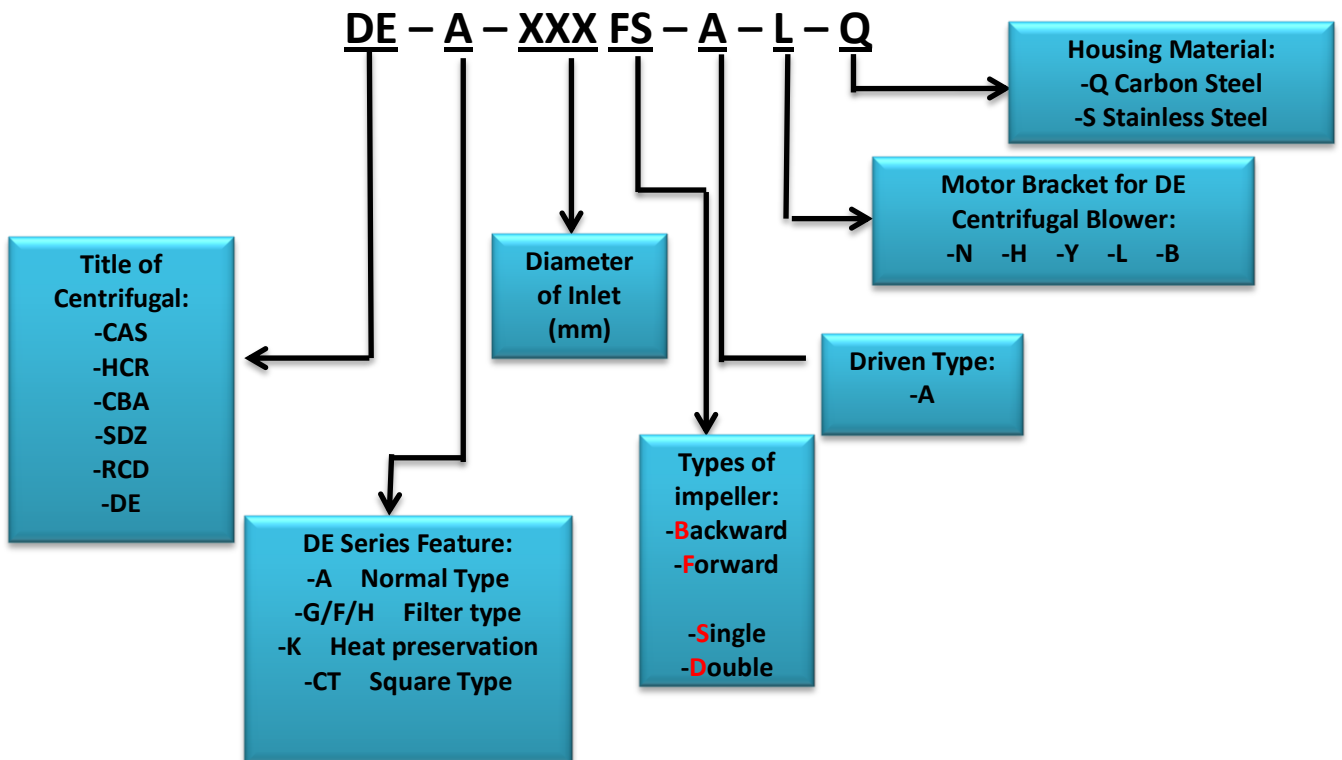 DE – A – XXX FS – A – L – Q
Housing Material:
-Q Carbon Steel
-S Stainless Steel
Motor Bracket for DE
Centrifugal Blower:
-N -H -Y -L -B
Title of
Centrifugal:
-CAS
-HCR
-CBA
-SDZ
-RCD
-DE
Diameter
of Inlet
(mm)
Driven Type:
-A
Types of
impeller:
-Backward
-Forward
-Single
-Double
DE Series Feature:
-A Normal Type
-G/F/H Filter type
-K Heat preservation
-CT Square Type